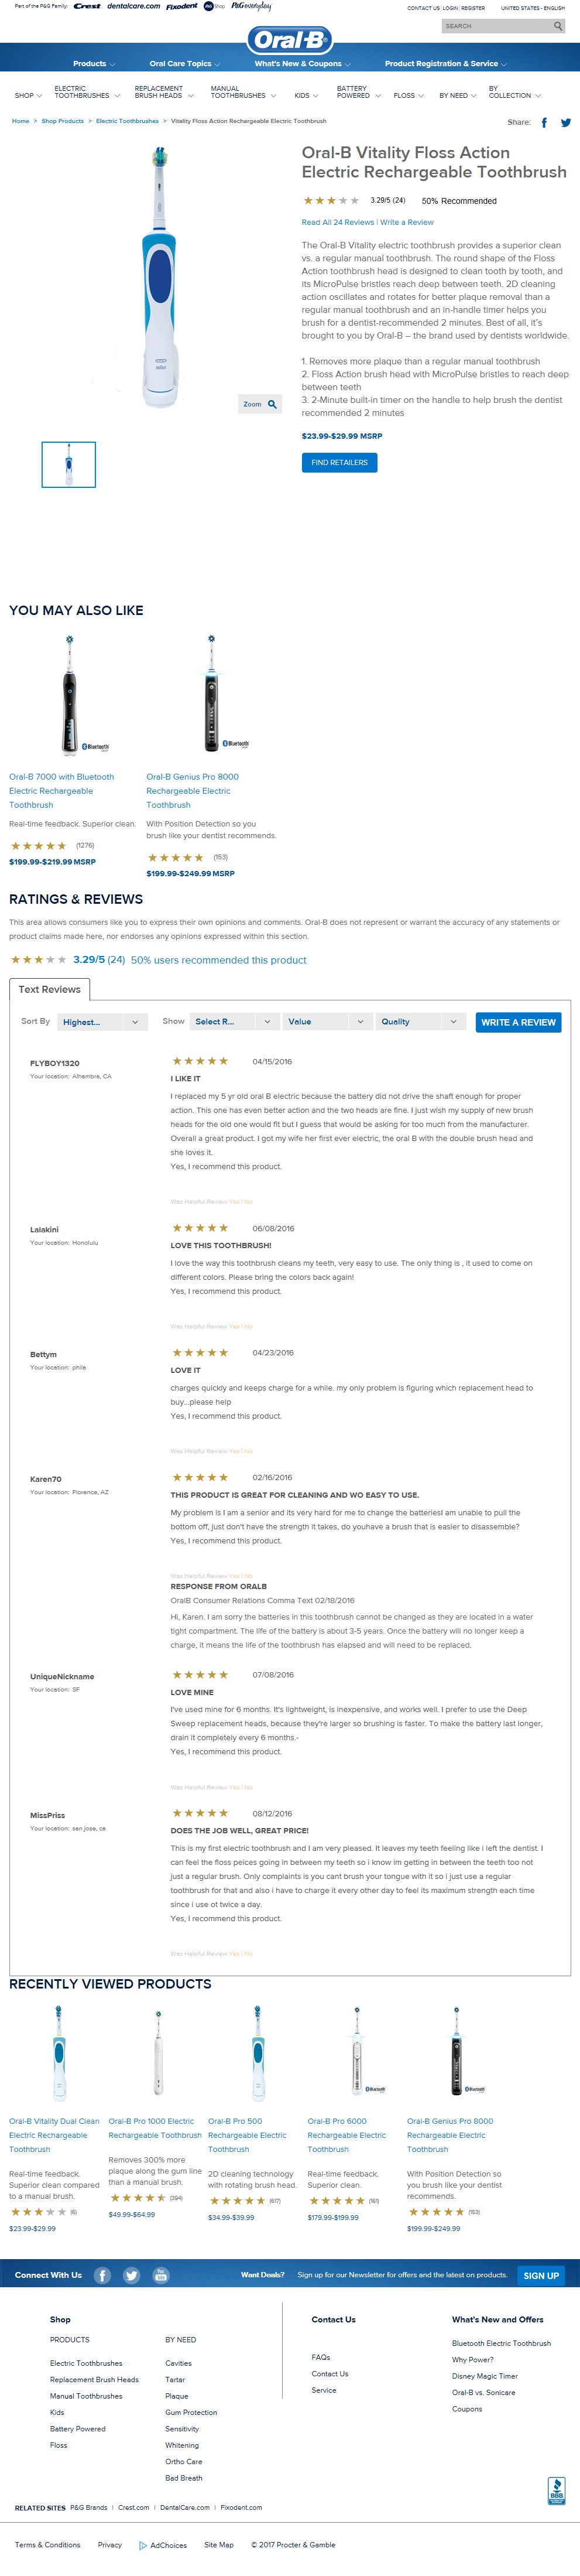 Part of the P&G Family: Crest dentalcare.com Fixodent P&G Shop P&G everyday
CONTACT US | LOGIN | REGISTER UNITED STATES - ENGLISH
SEARCH
Oral-B
Products Oral Care Topics What's New & Coupons Product Registration & Service
SHOP ELECTRIC TOOTHBRUSHES REPLACEMENT BRUSH HEADS MANUAL TOOTHBRUSHES KIDS BATTERY POWERED FLOSS BY NEED BY COLLECTION
Home > Shop Products > Electric Toothbrushes > Vitality Floss Action Rechargeable Electric Toothbrush
Share:
Oral-B Vitality Floss Action
Electric Rechargeable Toothbrush
3.29/5 (24) 50% Recommended
Read All 24 Reviews | Write a Review
The Oral-B Vitality electric toothbrush provides a superior clean
vs. a regular manual toothbrush. The round shape of the Floss
Action toothbrush head is designed to clean tooth by tooth, and
its MicroPulse bristles reach deep between teeth. 2D cleaning
action oscillates and rotates for better plaque removal than a
regular manual toothbrush and an in-handle timer helps you
brush for a dentist-recommended 2 minutes. Best of all, it's
brought to you by Oral-B – the brand used by dentists worldwide.
1. Removes more plaque than a regular manual toothbrush
2. Floss Action brush head with MicroPulse bristles to reach deep
between teeth
3. 2-Minute built-in timer on the handle to help brush the dentist
recommended 2 minutes
Zoom
$23.99-$29.99 MSRP
FIND RETAILERS
YOU MAY ALSO LIKE
Bluetooth
Bluetooth
Oral-B 7000 with Bluetooth
Electric Rechargeable
Toothbrush
Real-time feedback. Superior clean.
(1276)
$199.99-$219.99 MSRP
Oral-B Genius Pro 8000
Rechargeable Electric
Toothbrush
With Position Detection so you
brush like your dentist recommends.
(153)
$199.99-$249.99 MSRP
RATINGS & REVIEWS
This area allows consumers like you to express their own opinions and comments. Oral-B does not represent or warrant the accuracy of any statements or
product claims made here, nor endorses any opinions expressed within this section.
3.29/5 (24) 50% users recommended this product
Text Reviews
Sort By Highest... Show Select R... Value Quality WRITE A REVIEW
FLYBOY1320
Your location: Alhambra, CA
04/15/2016
I LIKE IT
I replaced my 5 yr old oral B electric because the battery did not drive the shaft enough for proper
action. This one has even better action and the two heads are fine. I just wish my supply of new brush
heads for the old one would fit but I guess that would be asking for too much from the manufacturer.
Overall a great product. I got my wife her first ever electric, the oral B with the double brush head and
she loves it.
Yes, I recommend this product.
Was Helpful Review Yes | No
Lalakini
Your location: Honolulu
06/08/2016
LOVE THIS TOOTHBRUSH!
I love the way this toothbrush cleans my teeth, very easy to use. The only thing is , it used to come on
different colors. Please bring the colors back again!
Yes, I recommend this product.
Was Helpful Review Yes | No
Bettym
Your location: phila
04/23/2016
LOVE IT
charges quickly and keeps charge for a while. my only problem is figuring which replacement head to
buy...please help
Yes, I recommend this product.
Was Helpful Review Yes | No
Karen70
Your location: Florence, AZ
02/16/2016
THIS PRODUCT IS GREAT FOR CLEANING AND WO EASY TO USE.
My problem is I am a senior and its very hard for me to change the batteriesI am unable to pull the
bottom off, just don't have the strength it takes, do youhave a brush that is easier to disassemble?
Yes, I recommend this product.
Was Helpful Review Yes | No
RESPONSE FROM ORALB
OralB Consumer Relations Comma Text 02/18/2016
Hi, Karen. I am sorry the batteries in this toothbrush cannot be changed as they are located in a water
tight compartment. The life of the battery is about 3-5 years. Once the battery will no longer keep a
charge, it means the life of the toothbrush has elapsed and will need to be replaced.
UniqueNickname
Your location: SF
07/08/2016
LOVE MINE
I've used mine for 6 months. It's lightweight, is inexpensive, and works well. I prefer to use the Deep
Sweep replacement heads, because they're larger so brushing is faster. To make the battery last longer,
drain it completely every 6 months.-
Yes, I recommend this product.
Was Helpful Review Yes | No
MissPriss
Your location: san jose, ca
08/12/2016
DOES THE JOB WELL, GREAT PRICE!
This is my first electric toothbrush and I am very pleased. It leaves my teeth feeling like i left the dentist. I
can feel the floss peices going in between my teeth so i know im getting in between the teeth too not
just a regular brush. Only complaints is you cant brush your tongue with it so i just use a regular
toothbrush for that and also i have to charge it every other day to feel its maximum strength each time
since i use ot twice a day.
Yes, I recommend this product.
Was Helpful Review Yes | No
RECENTLY VIEWED PRODUCTS
Bluetooth
Bluetooth
Oral-B Vitality Dual Clean
Electric Rechargeable
Toothbrush
Real-time feedback.
Superior clean compared
to a manual brush.
(6)
$23.99-$29.99
Oral-B Pro 1000 Electric
Rechargeable Toothbrush
Removes 300% more
plaque along the gum line
than a manual brush.
(394)
$49.99-$64.99
Oral-B Pro 500
Rechargeable Electric
Toothbrush
2D cleaning technology
with rotating brush head.
(617)
$34.99-$39.99
Oral-B Pro 6000
Rechargeable Electric
Toothbrush
Real-time feedback.
Superior clean.
(161)
$179.99-$199.99
Oral-B Genius Pro 8000
Rechargeable Electric
Toothbrush
With Position Detection so
you brush like your dentist
recommends.
(153)
$199.99-$249.99
Connect With Us You Tube Want Deals? Sign up for our Newsletter for offers and the latest on products. SIGN UP
Shop
PRODUCTS
Electric Toothbrushes
Replacement Brush Heads
Manual Toothbrushes
Kids
Battery Powered
Floss
BY NEED
Cavities
Tartar
Plaque
Gum Protection
Sensitivity
Whitening
Ortho Care
Bad Breath
Contact Us
FAQs
Contact Us
Service
What's New and Offers
Bluetooth Electric Toothbrush
Why Power?
Disney Magic Timer
Oral-B vs. Sonicare
Coupons
BBB
RELATED SITES P&G Brands | Crest.com | DentalCare.com | Fixodent.com
Terms & Conditions Privacy AdChoices Site Map © 2017 Procter & Gamble